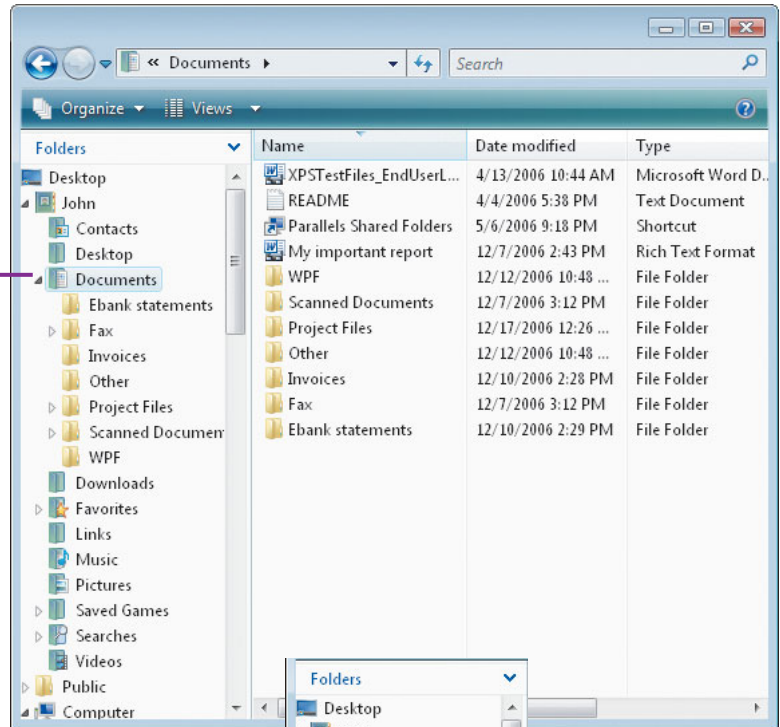 « Documents ▸
Search
Organize Views
Folders
Desktop
John
Contacts
Desktop
Documents
Ebank statements
Fax
Invoices
Other
Project Files
Scanned Documen
WPF
Downloads
Favorites
Links
Music
Pictures
Saved Games
Searches
Videos
Public
Computer
Name Date modified Type
XPSTestFiles_EndUserL... 4/13/2006 10:44 AM Microsoft Word D...
README 4/4/2006 5:38 PM Text Document
Parallels Shared Folders 5/6/2006 9:18 PM Shortcut
My important report 12/7/2006 2:43 PM Rich Text Format
WPF 12/12/2006 10:48 ... File Folder
Scanned Documents 12/7/2006 3:12 PM File Folder
Project Files 12/17/2006 12:26 ... File Folder
Other 12/12/2006 10:48 ... File Folder
Invoices 12/10/2006 2:28 PM File Folder
Fax 12/7/2006 3:12 PM File Folder
Ebank statements 12/10/2006 2:29 PM File Folder
Folders
Desktop